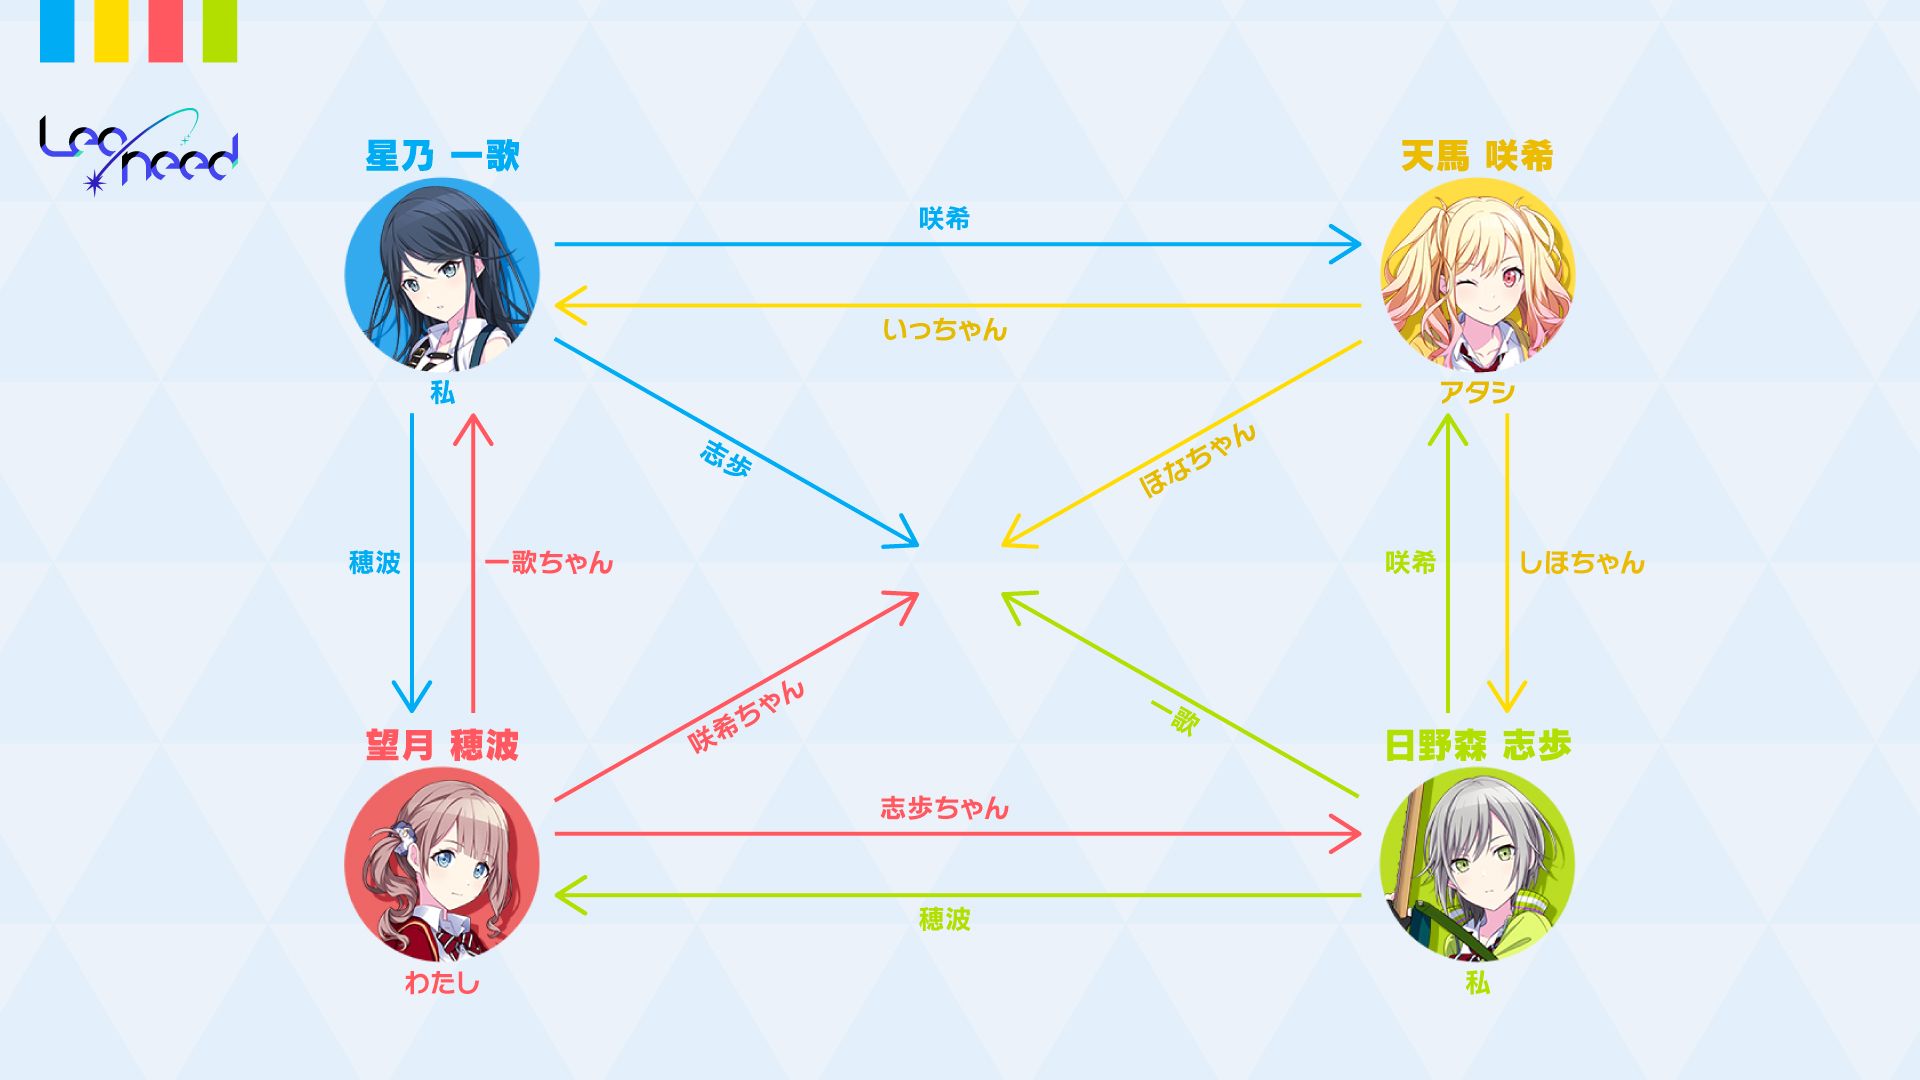 Leo/need
星乃 一歌
天馬 咲希
咲希
いっちゃん
私
アタシ
志歩
ほなちゃん
穂波
一歌ちゃん
咲希
しほちゃん
咲希ちゃん
一歌
望月 穂波
日野森 志歩
志歩ちゃん
穂波
わたし
私